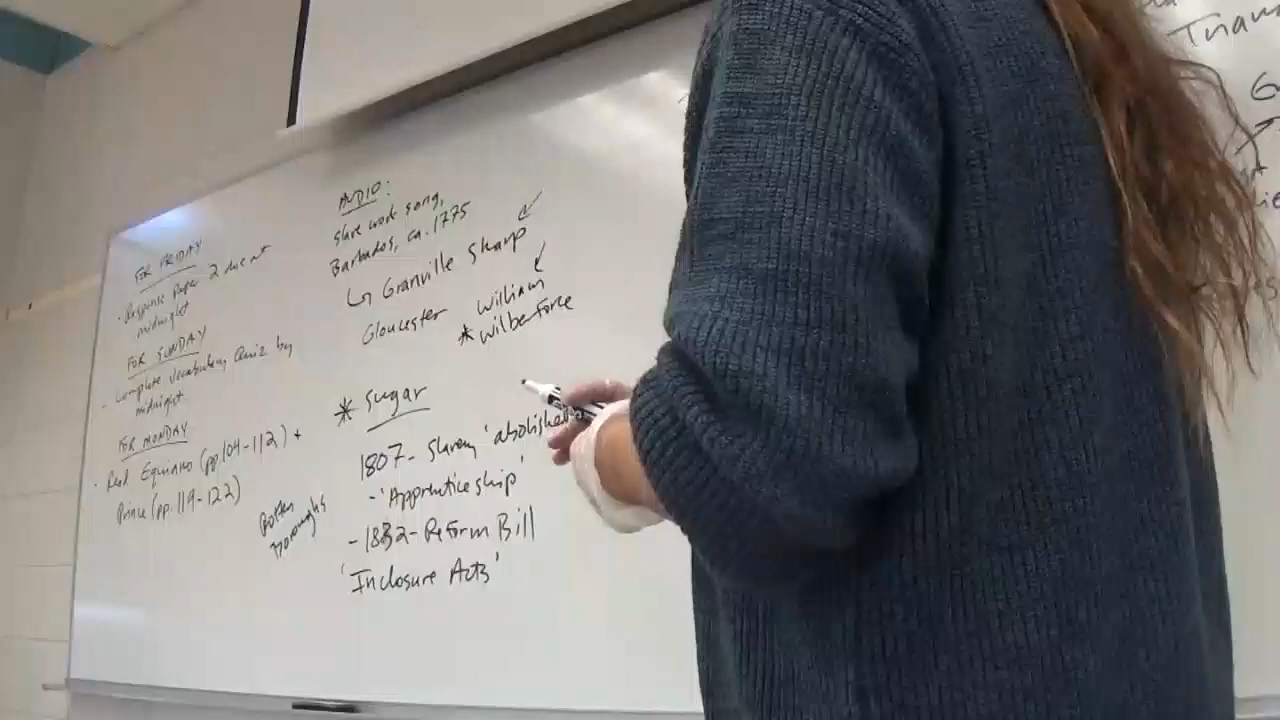 FOR FRIDAY
· Response Paper 2 due at
midnight
FOR SUNDAY
- Complete Vocabulary Quiz by
midnight
FOR MONDAY
· Read Equiano (pp. 104-112) +
Prince (pp. 119-122)
AUDIO:
slave work song,
Barbados, ca. 1775
↳ Granville Sharp
Gloucester
William
* Wilberforce
* Sugar
1807 - Slavery 'abolished
- 'Apprenticeship'
- 1832 - Reform Bill
Rotten
Boroughs
'Inclosure Acts'